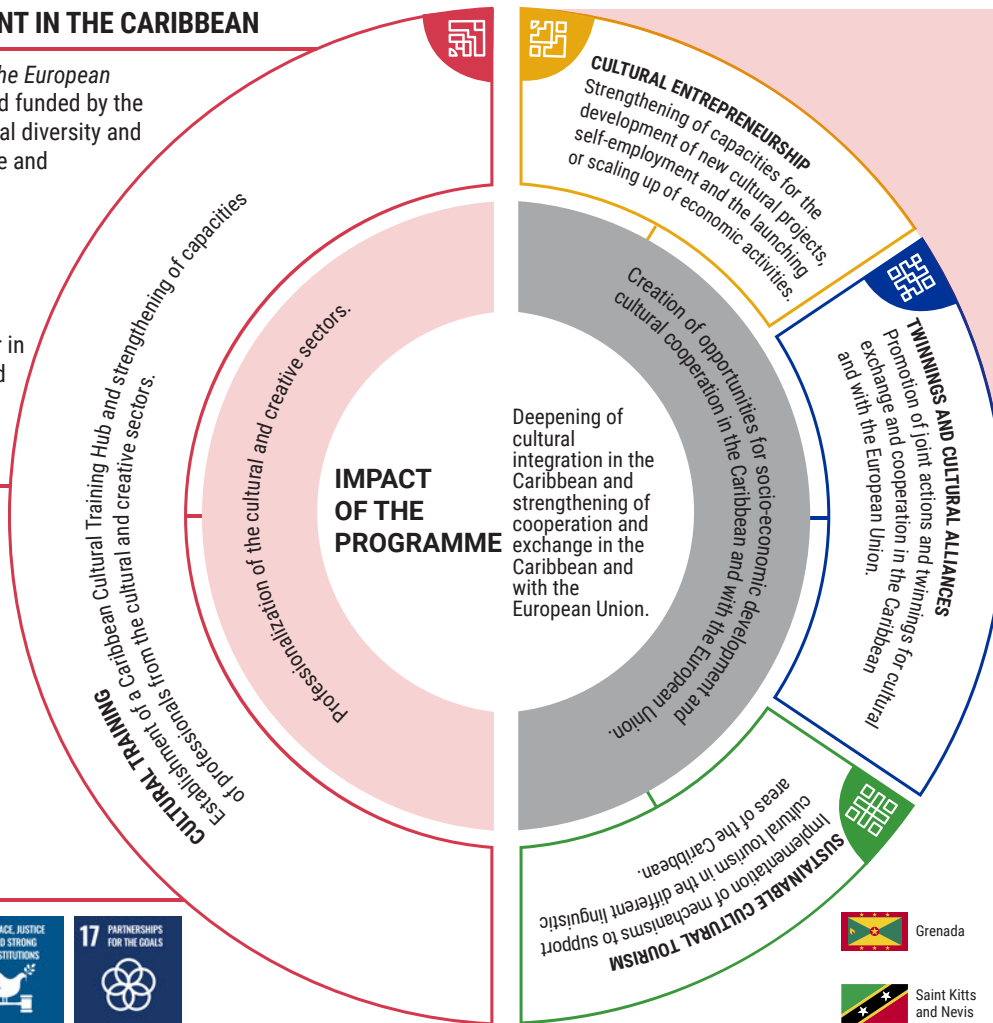 NT IN THE CARIBBEAN
he European
d funded by the
al diversity and
e and
r in
d
CULTURAL TRAINING
Establishment of a Caribbean Cultural Training Hub and strengthening of capacities
of professionals from the cultural and creative sectors.
Professionalization of the cultural and creative sectors.
IMPACT
OF THE
PROGRAMME
Deepening of
cultural
integration in the
Caribbean and
strengthening of
cooperation and
exchange in the
Caribbean and
with the
European Union.
Creation of opportunities for socio-economic development and
cultural cooperation in the Caribbean and with the European Union.
CULTURAL ENTREPRENEURSHIP
Strengthening of capacities for the
development of new cultural projects,
self-employment and the launching
or scaling up of economic activities.
TWINNINGS AND CULTURAL ALLIANCES
Promotion of joint actions and twinnings for cultural
exchange and cooperation in the Caribbean
and with the European Union.
SUSTAINABLE CULTURAL TOURISM
Implementation of mechanisms to support
cultural tourism in the different linguistic
areas of the Caribbean.
ACE, JUSTICE
D STRONG
STITUTIONS
17 PARTNERSHIPS
FOR THE GOALS
Grenada
Saint Kitts
and Nevis